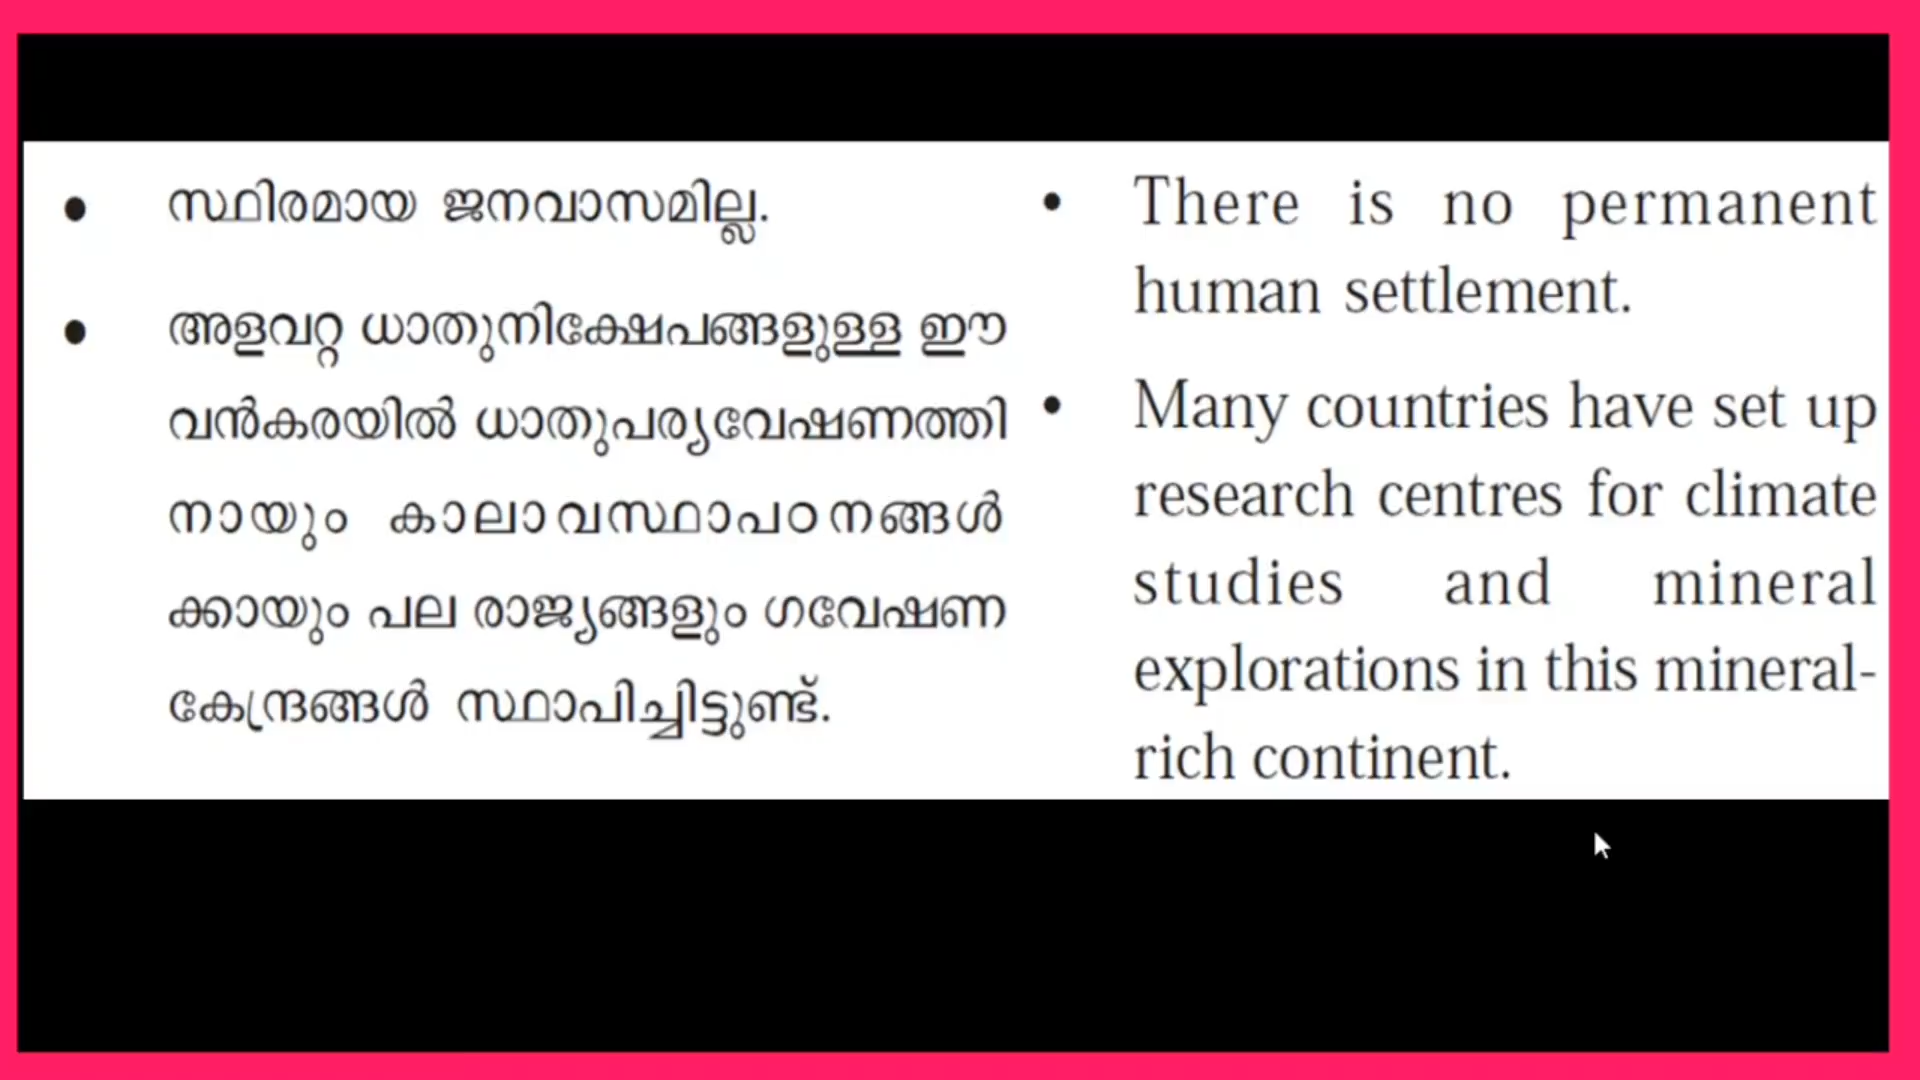 • സ്ഥിരമായ ജനവാസമില്ല.
• അളവറ്റ ധാതുനിക്ഷേപങ്ങളുള്ള ഈ
വൻകരയിൽ ധാതുപര്യവേഷണത്തി
നായും കാലാവസ്ഥാപഠനങ്ങൾ
ക്കായും പല രാജ്യങ്ങളും ഗവേഷണ
കേന്ദ്രങ്ങൾ സ്ഥാപിച്ചിട്ടുണ്ട്.
• There is no permanent
human settlement.
• Many countries have set up
research centres for climate
studies and mineral
explorations in this mineral-
rich continent.